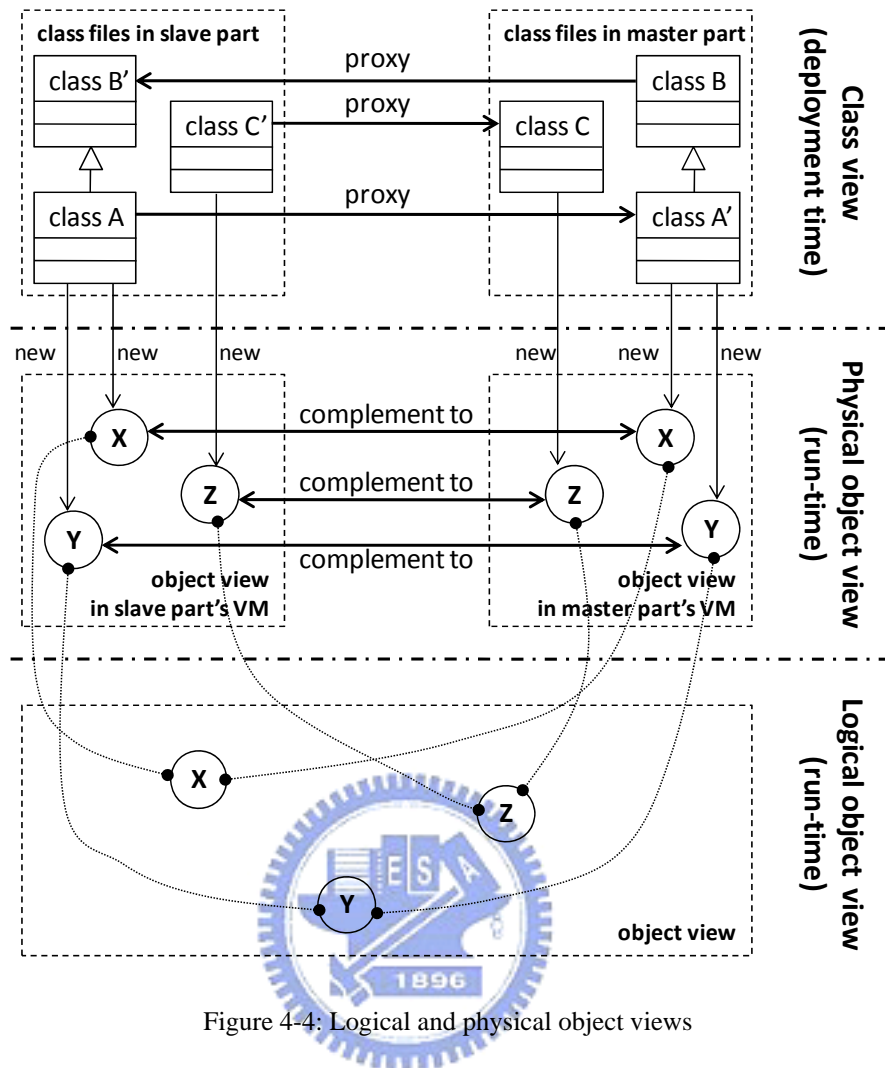 class files in slave part
class files in master part
class B’
proxy
class B
class C’
proxy
class C
class A
proxy
class A’
Class view
(deployment time)
new
new
new
new
new
new
X
complement to
X
Z
complement to
Z
Y
complement to
Y
object view
in slave part’s VM
object view
in master part’s VM
Physical object view
(run-time)
X
Z
Y
E S A
1896
object view
Logical object view
(run-time)
Figure 4-4: Logical and physical object views